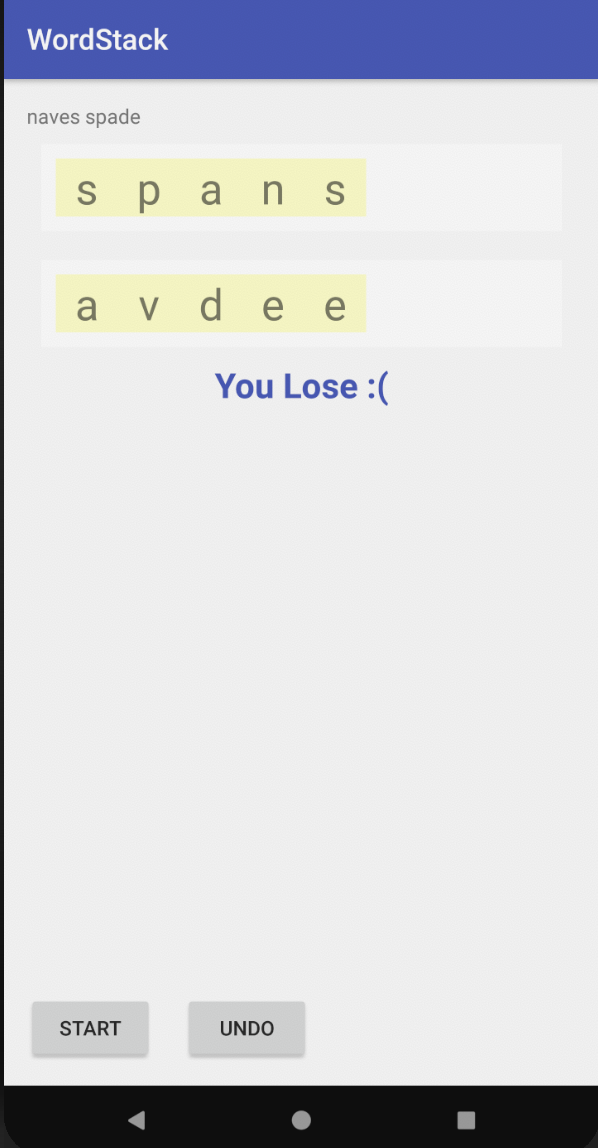 WordStack
naves spade
s p a n s
a v d e e
You Lose :(
START UNDO